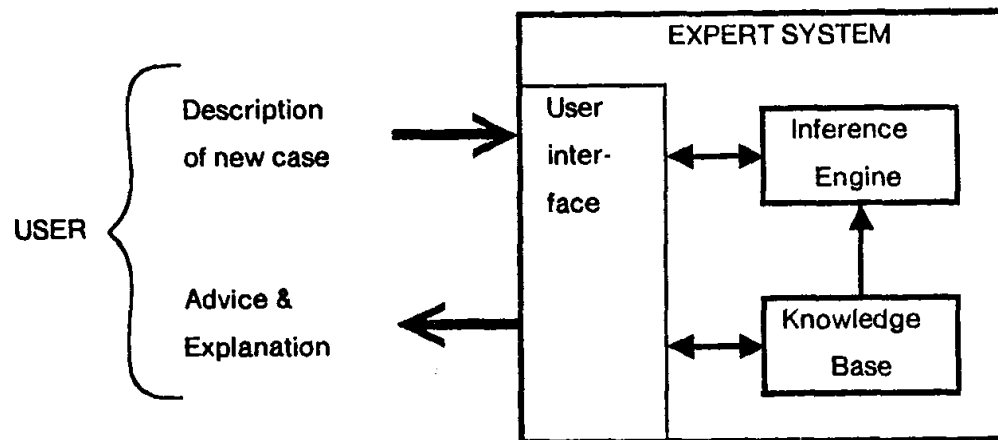 EXPERT SYSTEM
USER
Description
of new case
Advice &
Explanation
User
inter-
face
Inference
Engine
Knowledge
Base